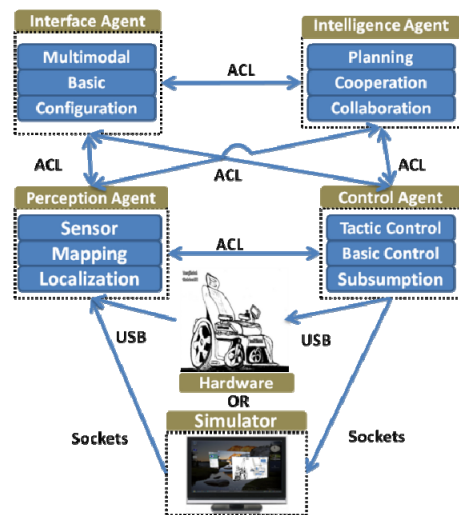 Interface Agent
Intelligence Agent
Multimodal
Basic
Configuration
ACL
Planning
Cooperation
Collaboration
ACL
ACL
ACL
Perception Agent
Control Agent
Sensor
Mapping
Localization
ACL
Tactic Control
Basic Control
Subsumption
USB
USB
Hardware
OR
Simulator
Sockets
Sockets